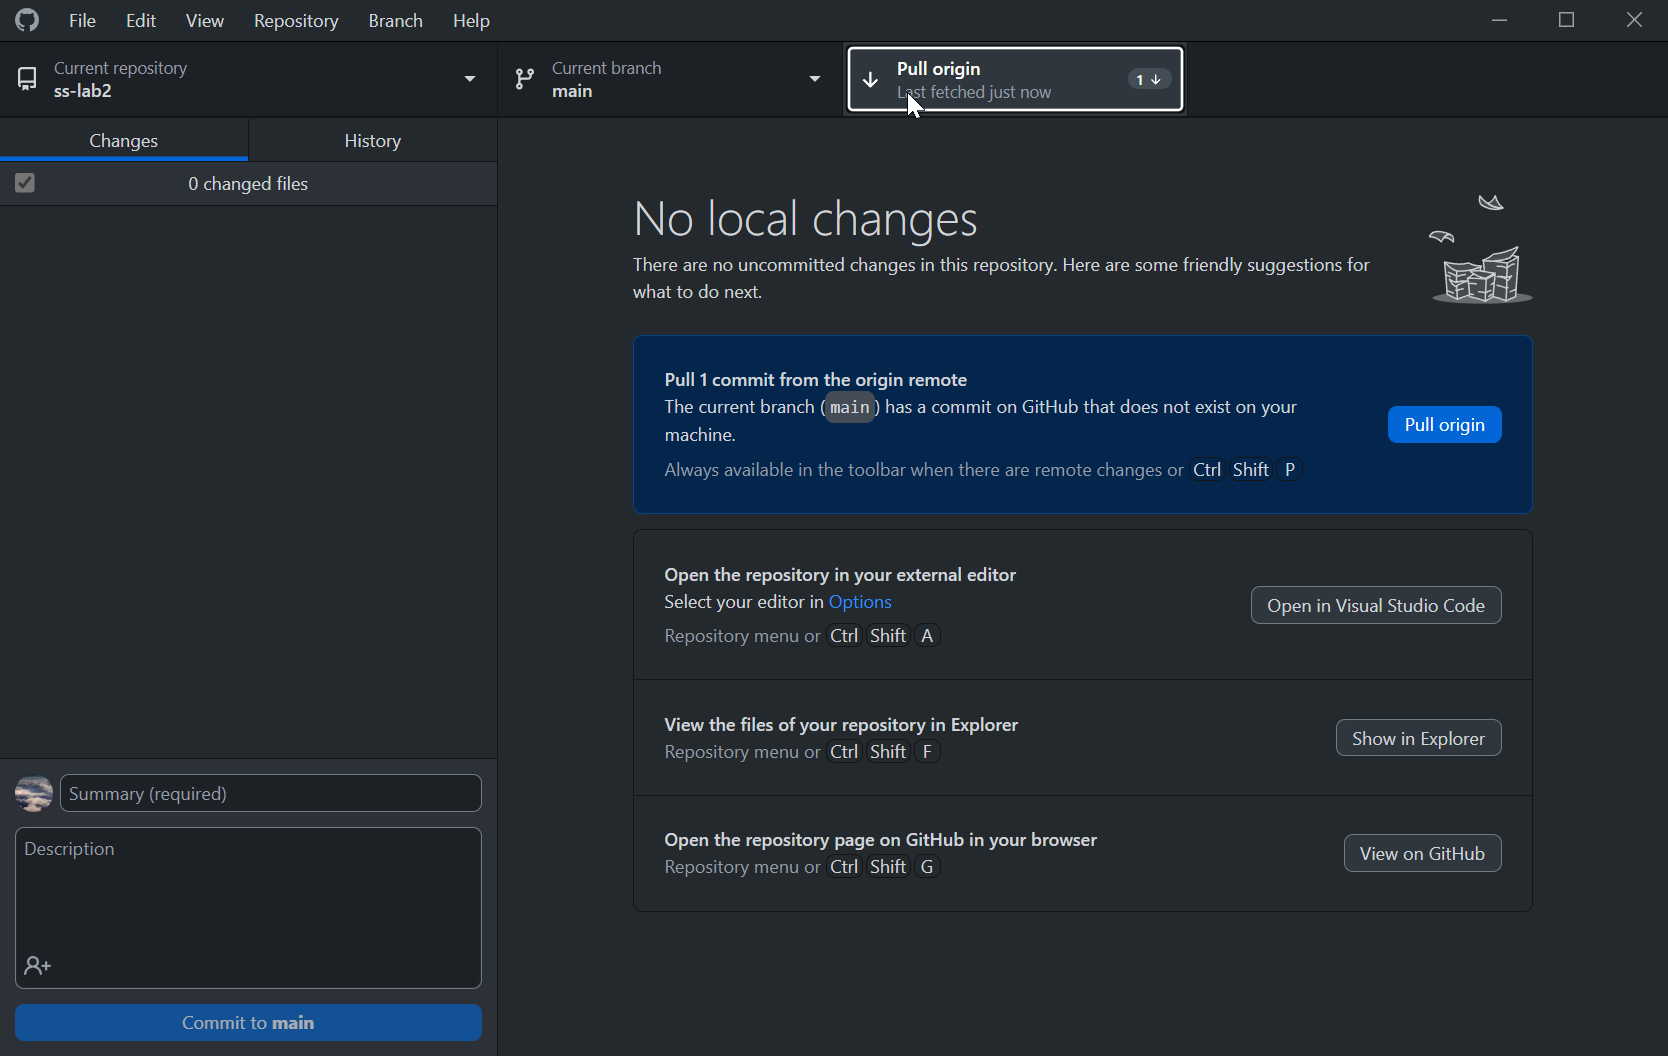 File Edit View Repository Branch Help
Current repository
ss-lab2
Current branch
main
Pull origin
Last fetched just now
1
Changes
History
0 changed files
No local changes
There are no uncommitted changes in this repository. Here are some friendly suggestions for
what to do next.
Pull 1 commit from the origin remote
The current branch (main) has a commit on GitHub that does not exist on your
machine.
Always available in the toolbar when there are remote changes or Ctrl Shift P
Pull origin
Open the repository in your external editor
Select your editor in Options
Repository menu or Ctrl Shift A
Open in Visual Studio Code
View the files of your repository in Explorer
Repository menu or Ctrl Shift F
Show in Explorer
Open the repository page on GitHub in your browser
Repository menu or Ctrl Shift G
View on GitHub
Summary (required)
Description
Commit to main